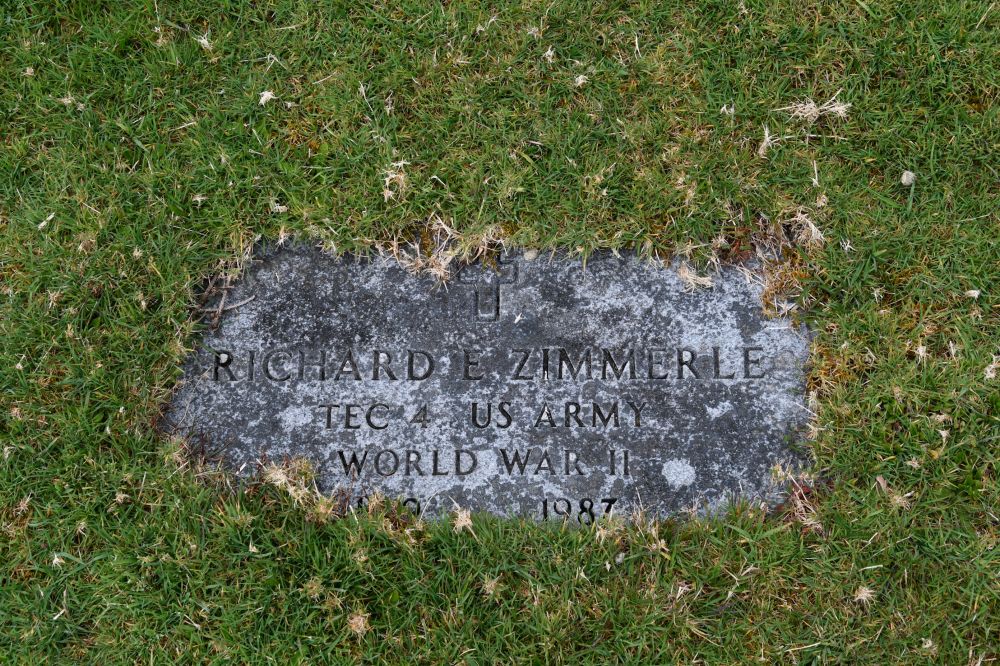 RICHARD E ZIMMERLE
TEC 4 US ARMY
WORLD WAR II
1987